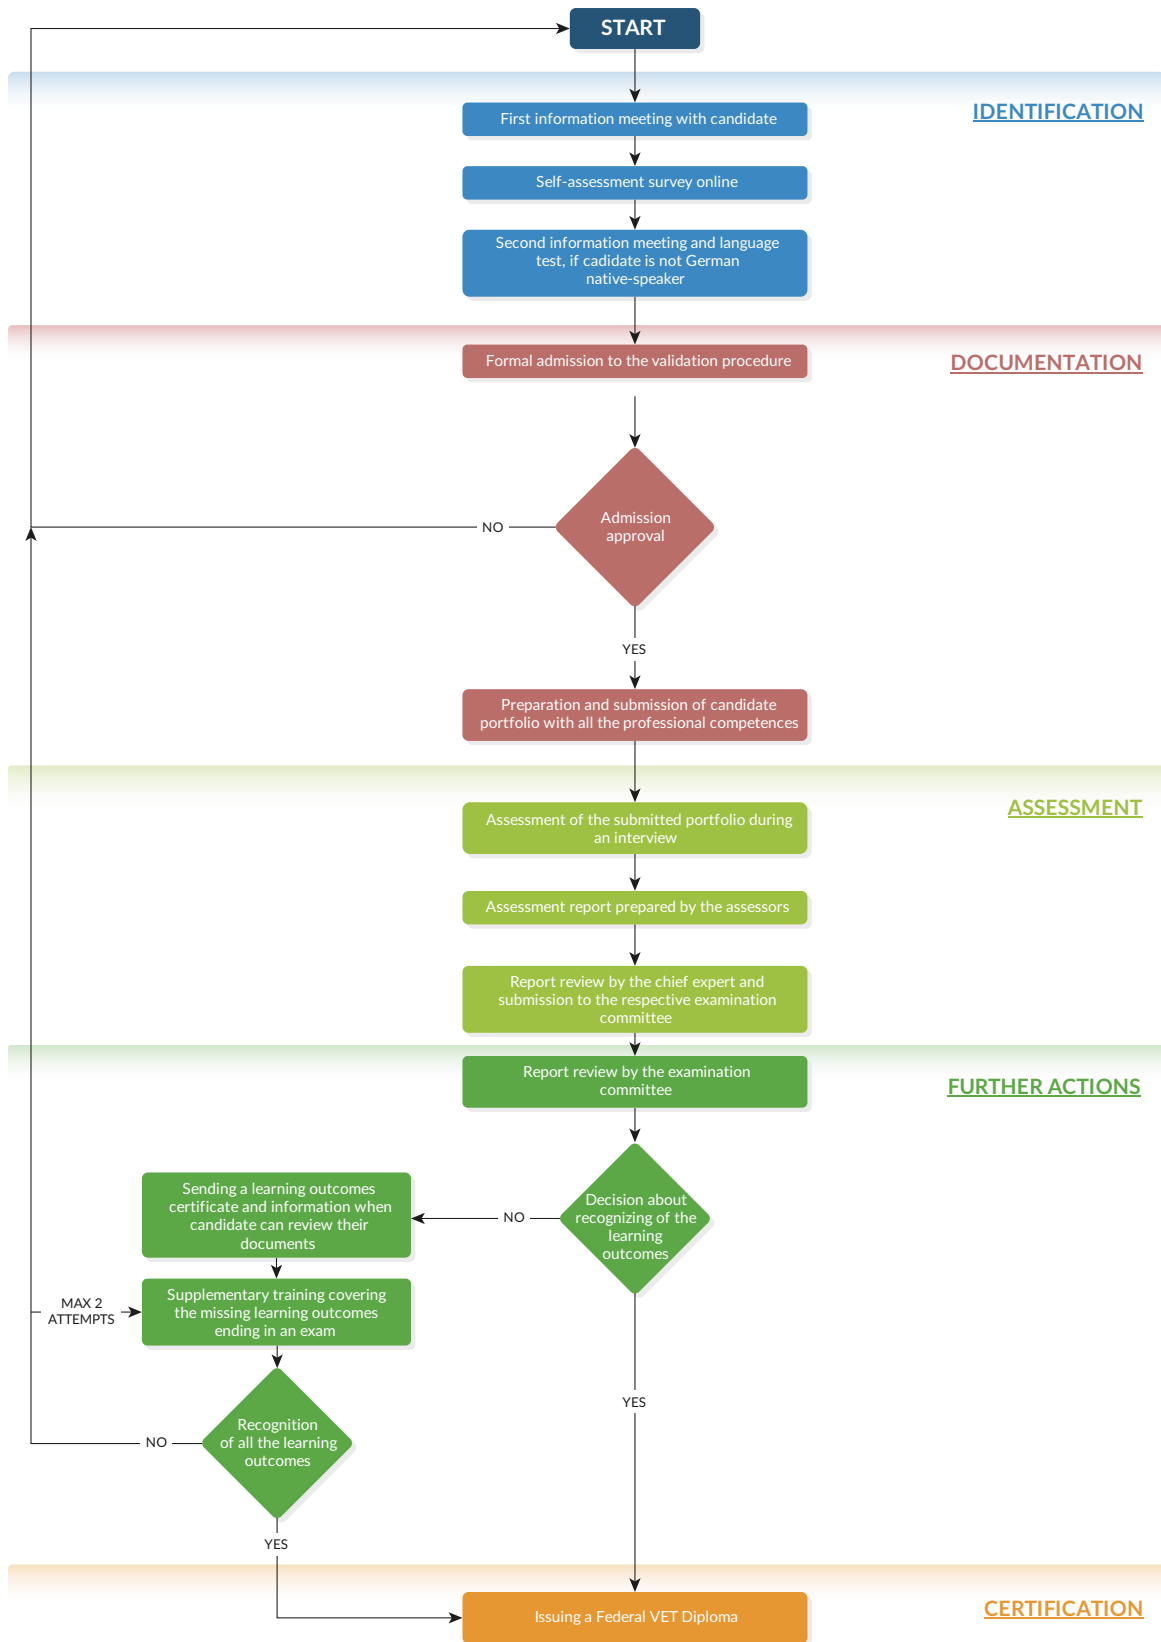 START
IDENTIFICATION
First information meeting with candidate
Self-assessment survey online
Second information meeting and language
test, if cadidate is not German
native-speaker
DOCUMENTATION
Formal admission to the validation procedure
Admission
approval
NO
YES
Preparation and submission of candidate
portfolio with all the professional competences
ASSESSMENT
Assessment of the submitted portfolio during
an interview
Assessment report prepared by the assessors
Report review by the chief expert and
submission to the respective examination
committee
FURTHER ACTIONS
Report review by the examination
committee
Decision about
recognizing of the
learning
outcomes
NO
Sending a learning outcomes
certificate and information when
candidate can review their
documents
MAX 2
ATTEMPTS
Supplementary training covering
the missing learning outcomes
ending in an exam
YES
Recognition
of all the learning
outcomes
NO
YES
CERTIFICATION
Issuing a Federal VET Diploma